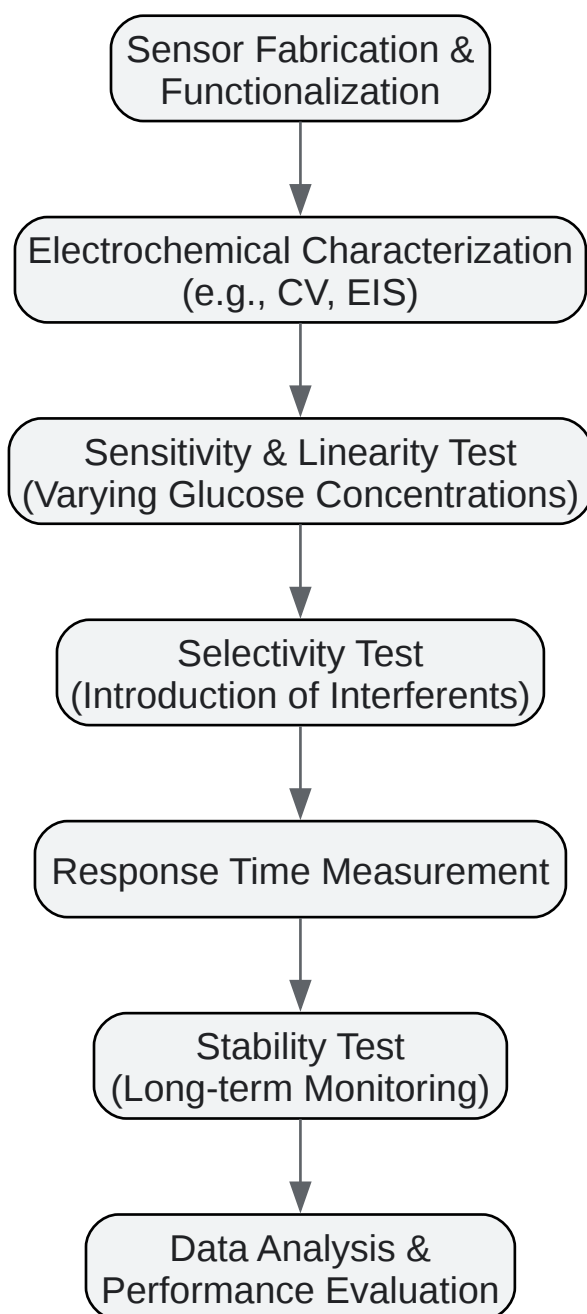 Sensor Fabrication &
Functionalization
Electrochemical Characterization
(e.g., CV, EIS)
Sensitivity & Linearity Test
(Varying Glucose Concentrations)
Selectivity Test
(Introduction of Interferents)
Response Time Measurement
Stability Test
(Long-term Monitoring)
Data Analysis &
Performance Evaluation